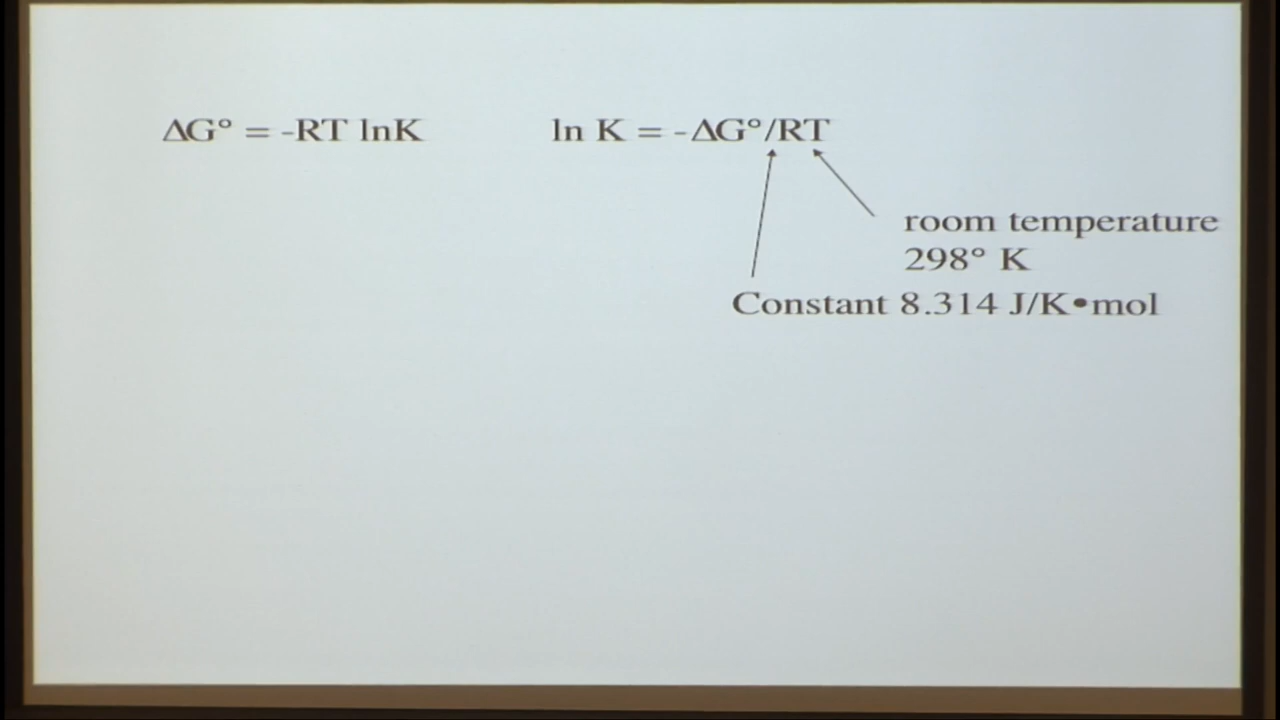 ΔG° = -RT lnK
ln K = -ΔG°/RT
room temperature
298° K
Constant 8.314 J/K•mol